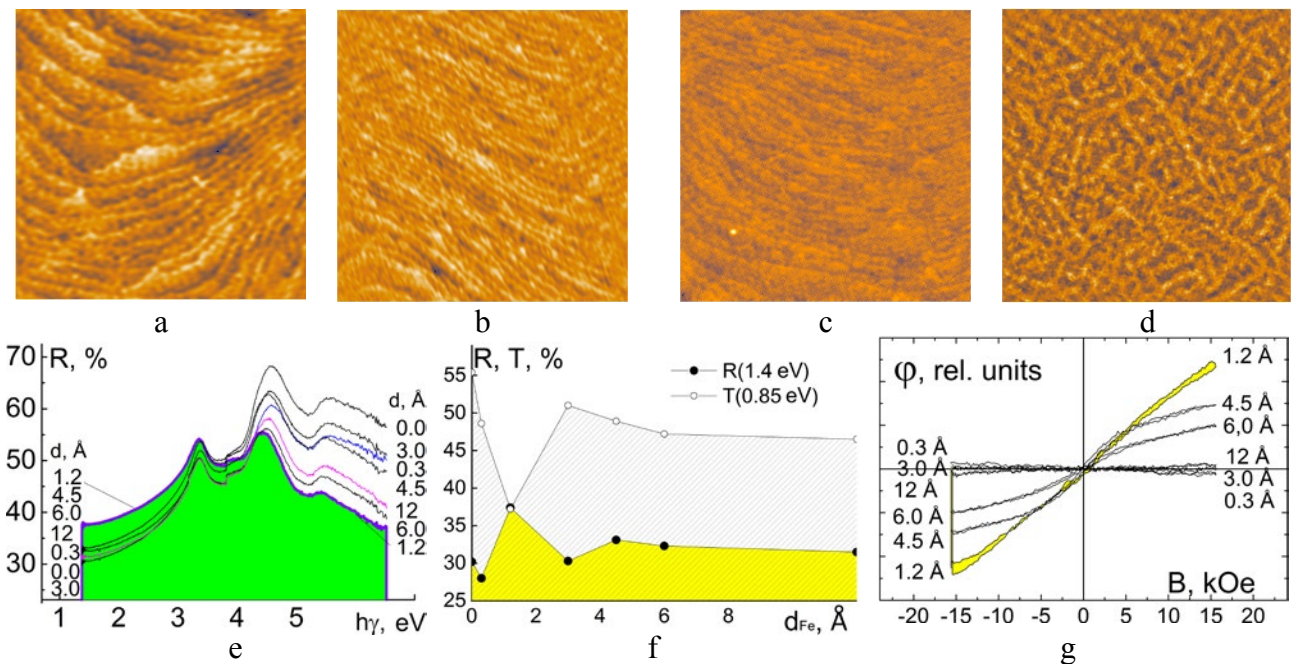 a
b
c
d
R, %
70
60
50
40
30
1
2
3
4
5
hγ, eV
d, Å
1.2
4.5
6.0
12
0.3
0.0
3.0
d, Å
0.0
3.0
0.3
4.5
12
6.0
1.2
e
R, T, %
55
50
45
40
35
30
25
R(1.4 eV)
T(0.85 eV)
0
2
4
6
8
dFe, Å
f
φ, rel. units
1.2 Å
4.5 Å
6,0 Å
12 Å
3.0 Å
0.3 Å
0.3 Å
3.0 Å
12 Å
6.0 Å
4.5 Å
1.2 Å
B, kOe
-20
-15
-10
-5
0
5
10
15
20
g